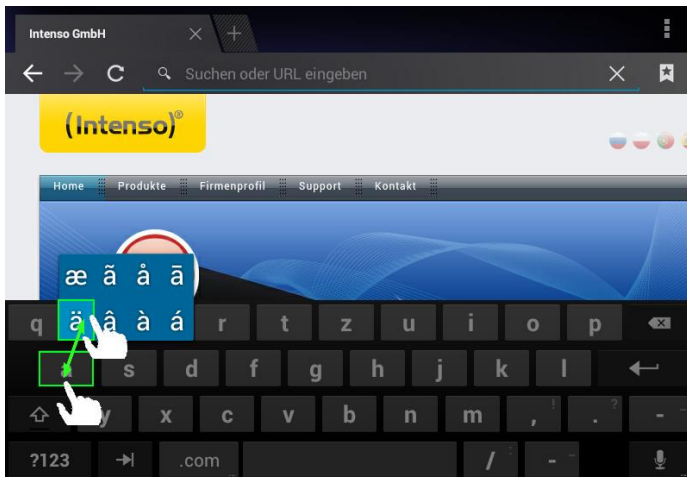 Intenso GmbH
Suchen oder URL eingeben
(Intenso)®
Home Produkte Firmenprofil Support Kontakt
æ ã å ā
ä â à á
q r t z u i o p
a s d f g h j k l
y x c v b n m , ! . ? -
?123 .com / : - _